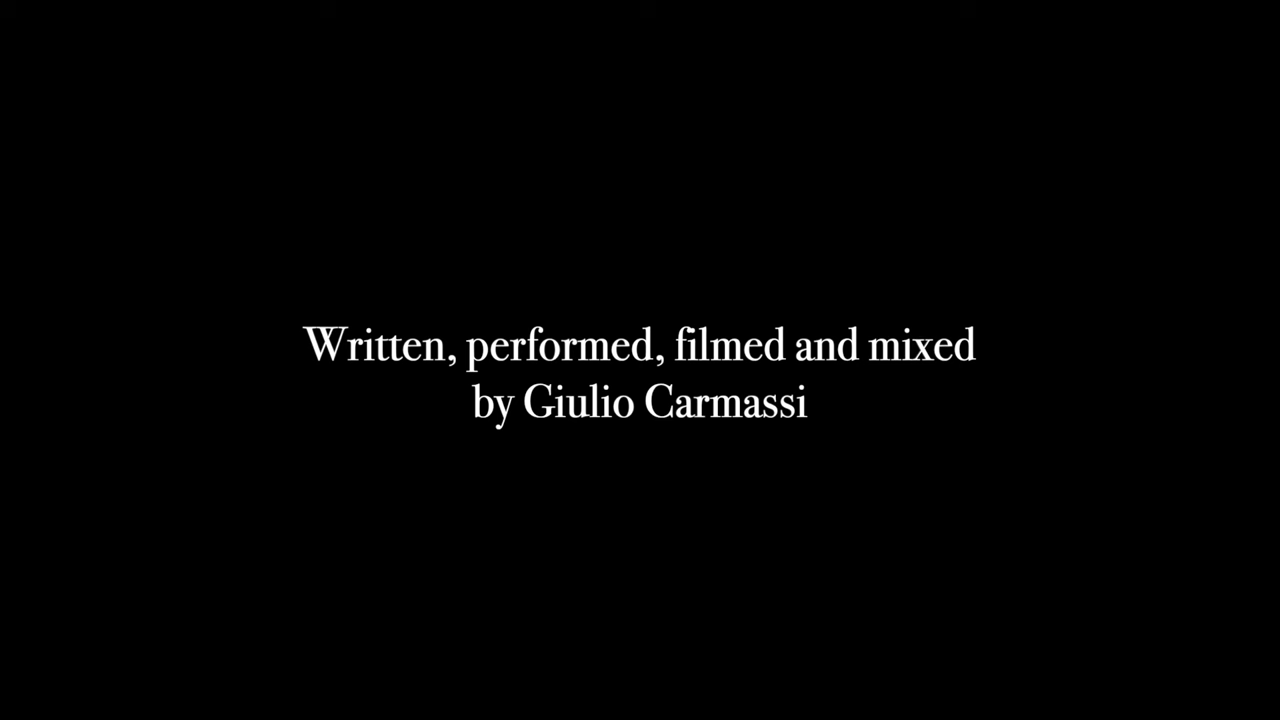 Written, performed, filmed and mixed
by Giulio Carmassi